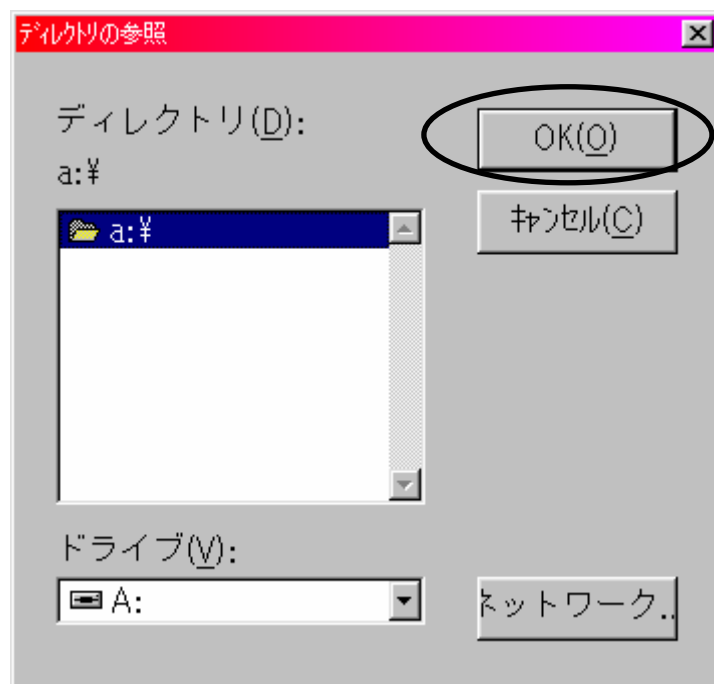 ディレクトリの参照
ディレクトリ(D):
a:¥
a:¥
OK(O)
キャンセル(C)
ドライブ(V):
A:
ネットワーク..